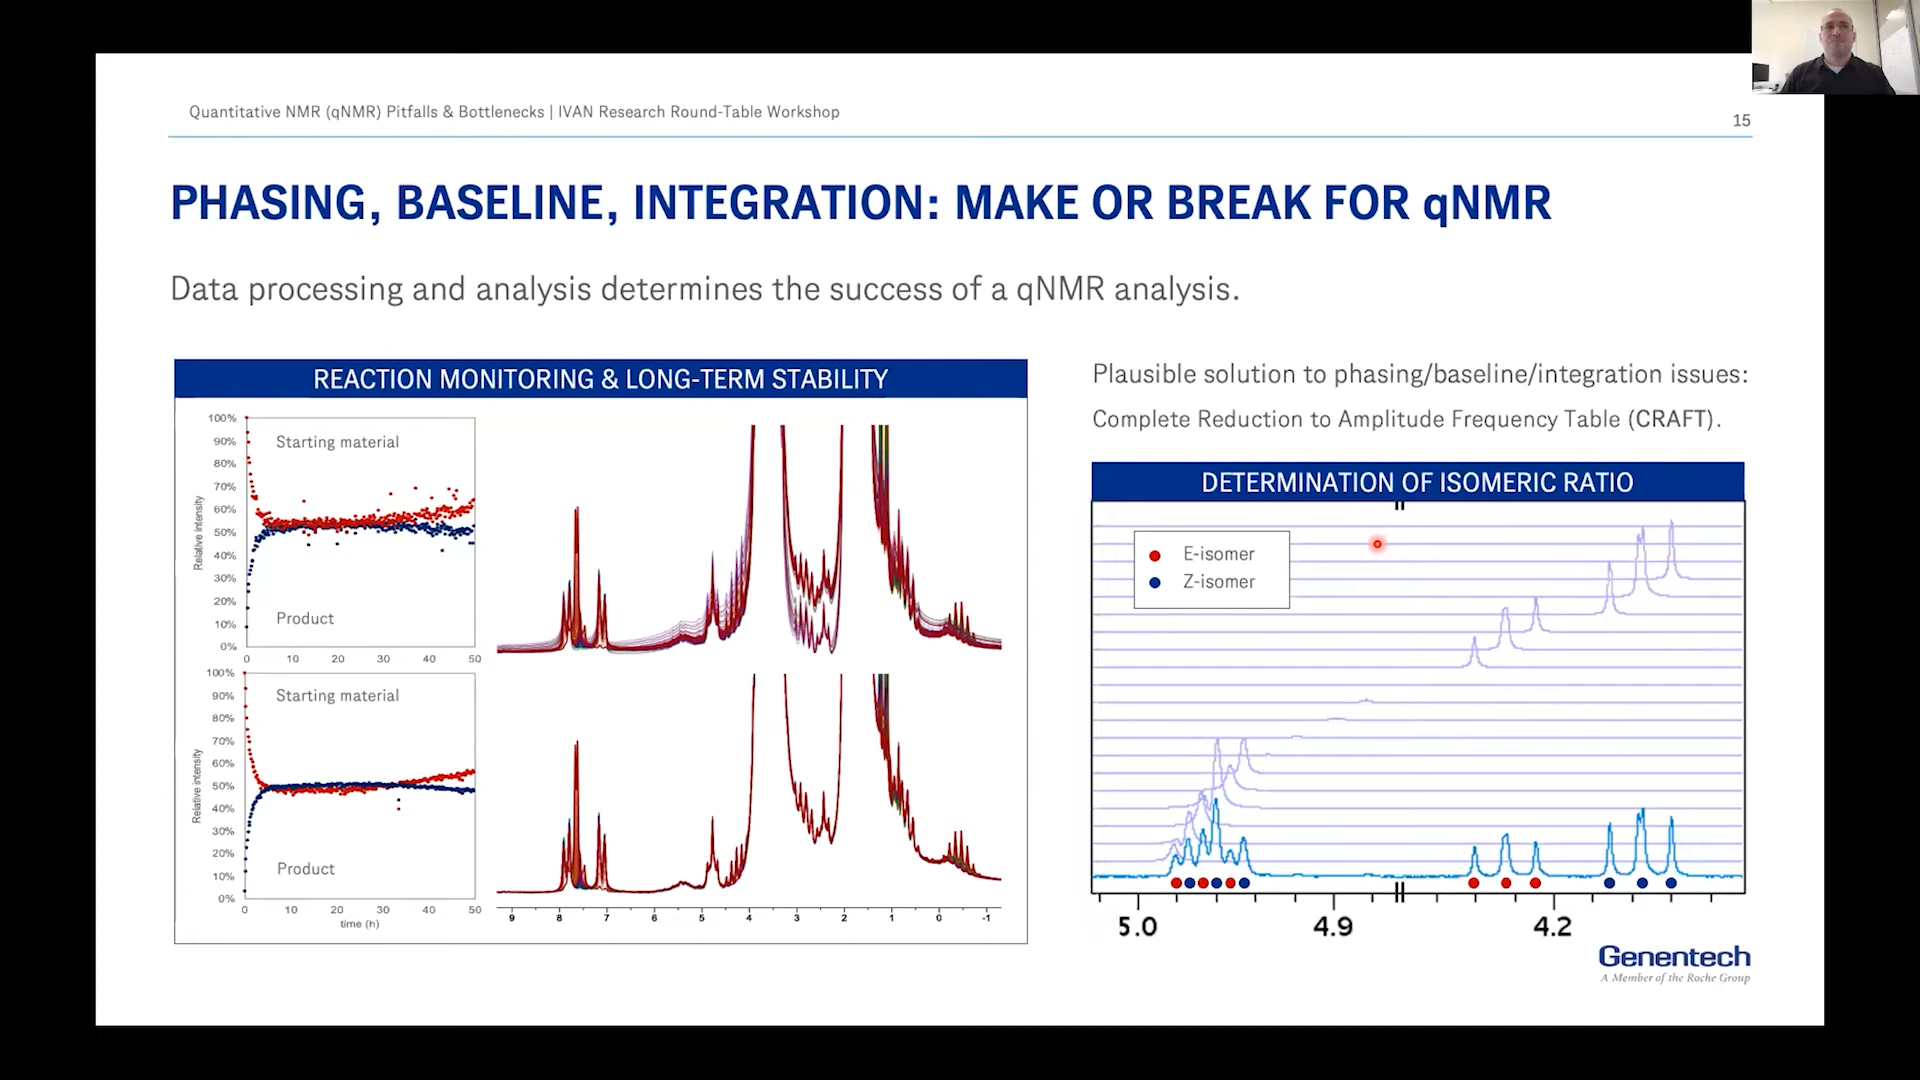 Quantitative NMR (qNMR) Pitfalls & Bottlenecks | IVAN Research Round-Table Workshop
15
PHASING, BASELINE, INTEGRATION: MAKE OR BREAK FOR qNMR
Data processing and analysis determines the success of a qNMR analysis.
REACTION MONITORING & LONG-TERM STABILITY
100%
90%
80%
70%
60%
50%
40%
30%
20%
10%
0%
Relative intensity
Starting material
Product
0 10 20 30 40 50
100%
90%
80%
70%
60%
50%
40%
30%
20%
10%
0%
Relative intensity
Starting material
Product
0 10 20 30 40 50
time (h)
9 8 7 6 5 4 3 2 1 0 -1
Plausible solution to phasing/baseline/integration issues:
Complete Reduction to Amplitude Frequency Table (CRAFT).
DETERMINATION OF ISOMERIC RATIO
E-isomer
Z-isomer
5.0 4.9 4.2
Genentech
A Member of the Roche Group